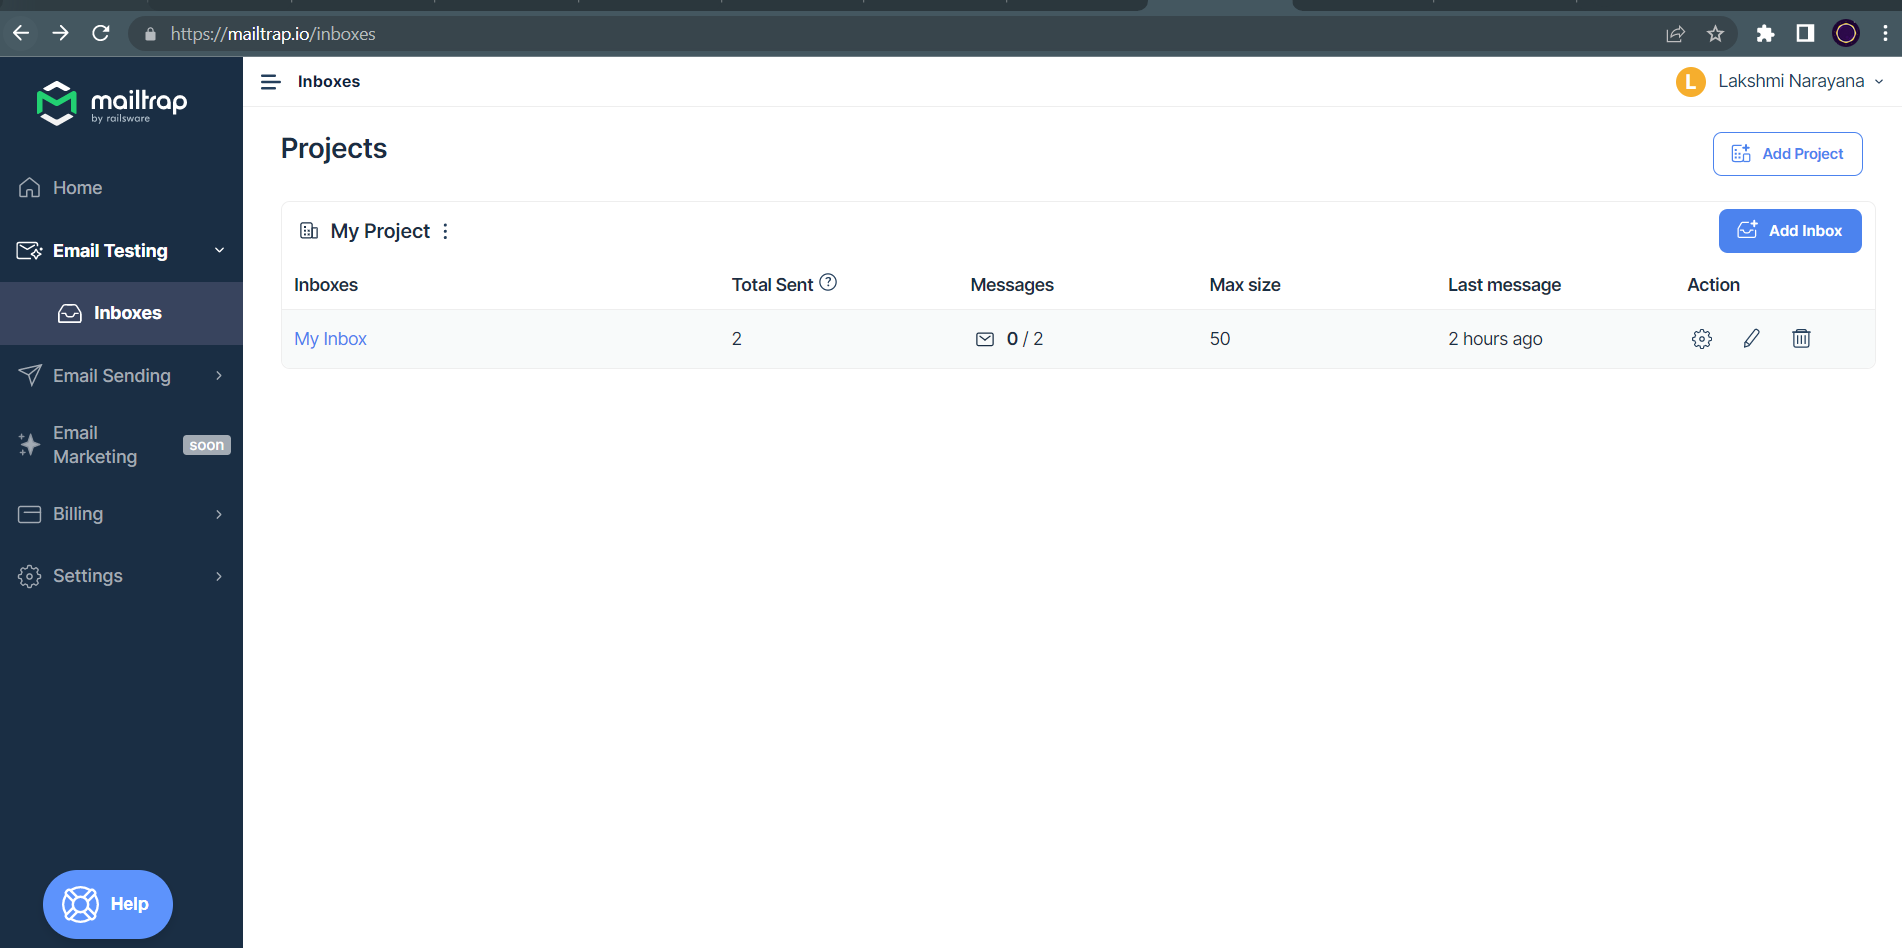 https://mailtrap.io/inboxes
mailtrap
by railsware
Home
Email Testing
Inboxes
Email Sending
Email
Marketing
soon
Billing
Settings
Help
Inboxes
L Lakshmi Narayana
Projects
Add Project
My Project
Add Inbox
Inboxes Total Sent ? Messages Max size Last message Action
My Inbox 2 0 / 2 50 2 hours ago